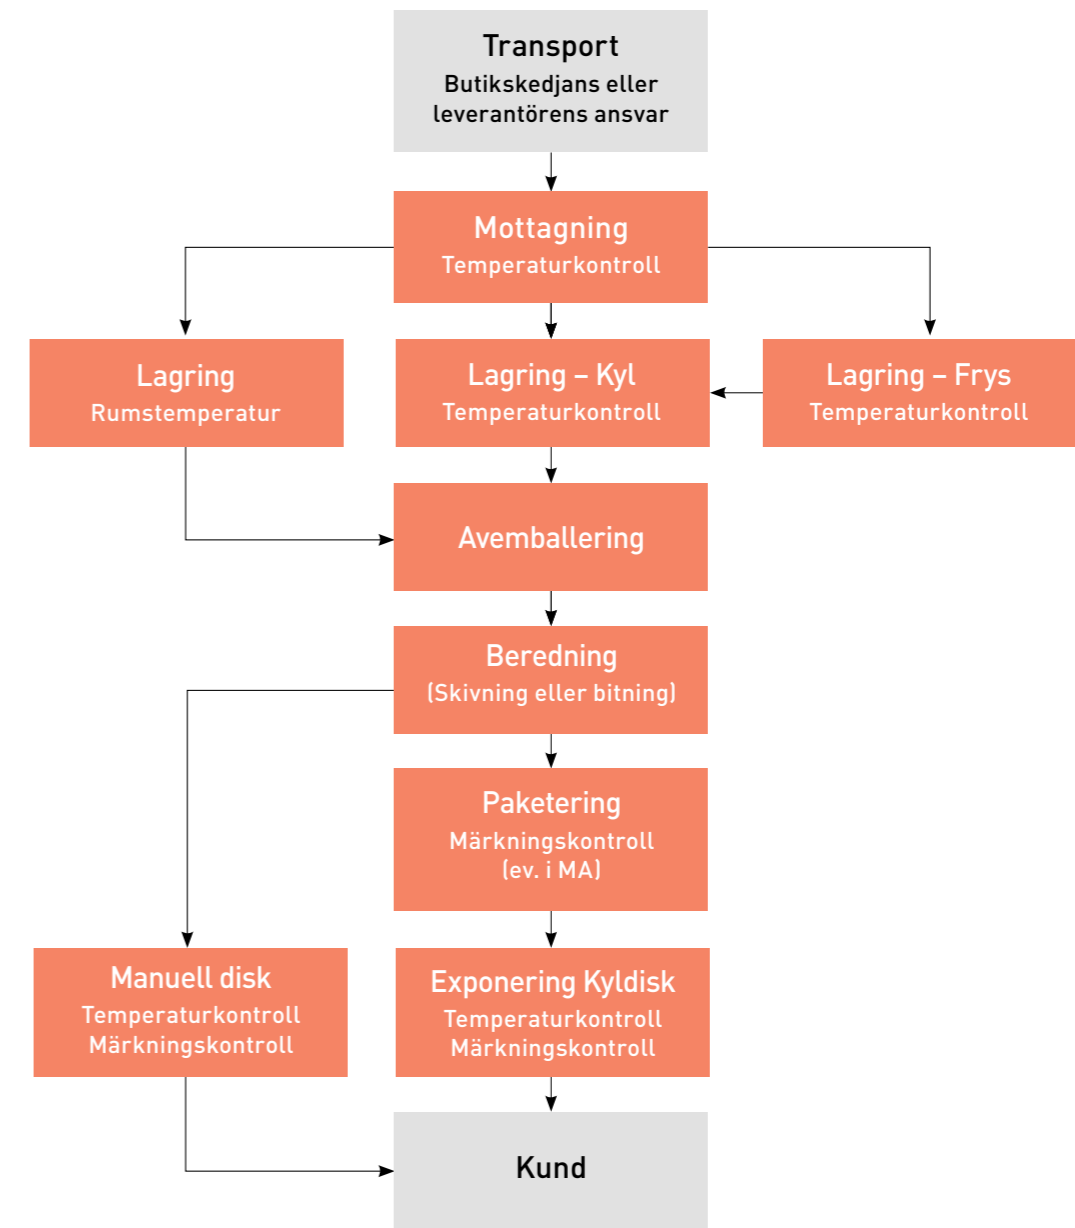 Transport
Butikskedjans eller
leverantörens ansvar
Mottagning
Temperaturkontroll
Lagring
Rumstemperatur
Lagring – Kyl
Temperaturkontroll
Lagring – Frys
Temperaturkontroll
Avemballering
Beredning
(Skivning eller bitning)
Paketering
Märkningskontroll
(ev. i MA)
Manuell disk
Temperaturkontroll
Märkningskontroll
Exponering Kyldisk
Temperaturkontroll
Märkningskontroll
Kund